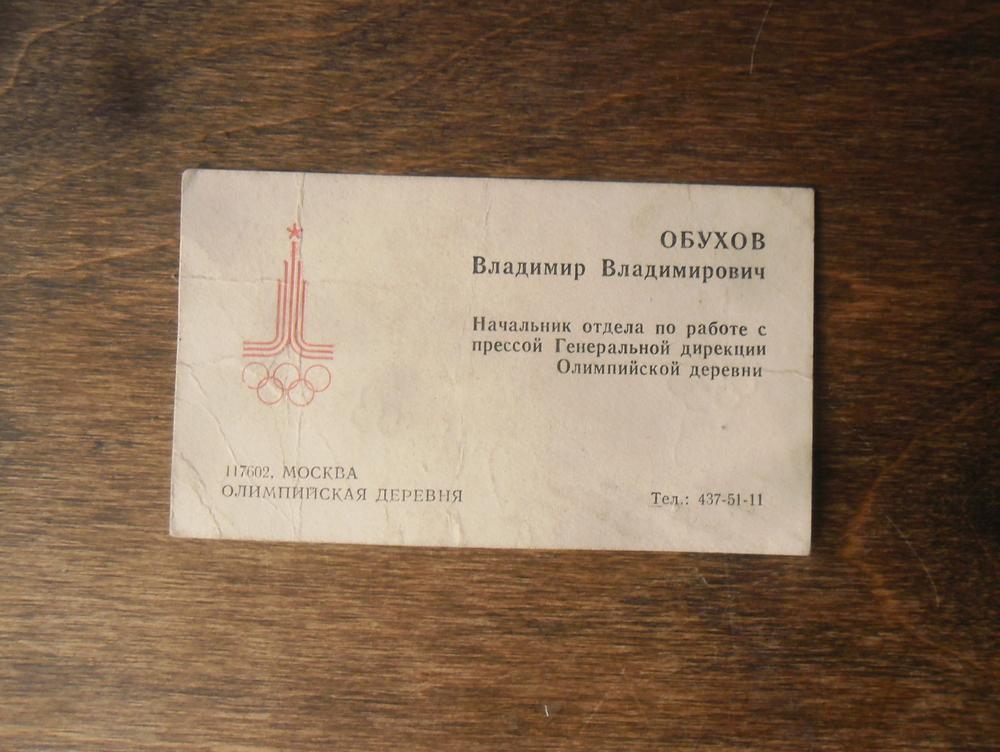 ОБУХОВ
Владимир Владимирович
Начальник отдела по работе с
прессой Генеральной дирекции
Олимпийской деревни
117602, МОСКВА
ОЛИМПИЙСКАЯ ДЕРЕВНЯ
Тел.: 437-51-11